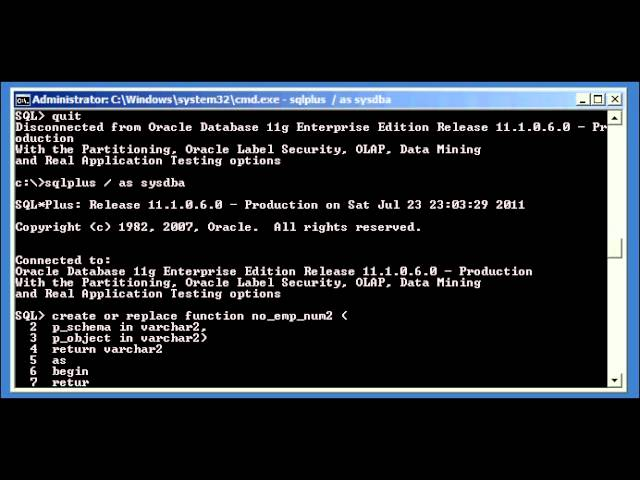 Administrator: C:\Windows\system32\cmd.exe - sqlplus / as sysdba
SQL> quit
Disconnected from Oracle Database 11g Enterprise Edition Release 11.1.0.6.0 - Pr
oduction
With the Partitioning, Oracle Label Security, OLAP, Data Mining
and Real Application Testing options
c:\>sqlplus / as sysdba
SQL*Plus: Release 11.1.0.6.0 - Production on Sat Jul 23 23:03:29 2011
Copyright (c) 1982, 2007, Oracle.  All rights reserved.
Connected to:
Oracle Database 11g Enterprise Edition Release 11.1.0.6.0 - Production
With the Partitioning, Oracle Label Security, OLAP, Data Mining
and Real Application Testing options
SQL> create or replace function no_emp_num2 (
2  p_schema in varchar2,
3  p_object in varchar2)
4  return varchar2
5  as
6  begin
7  retur